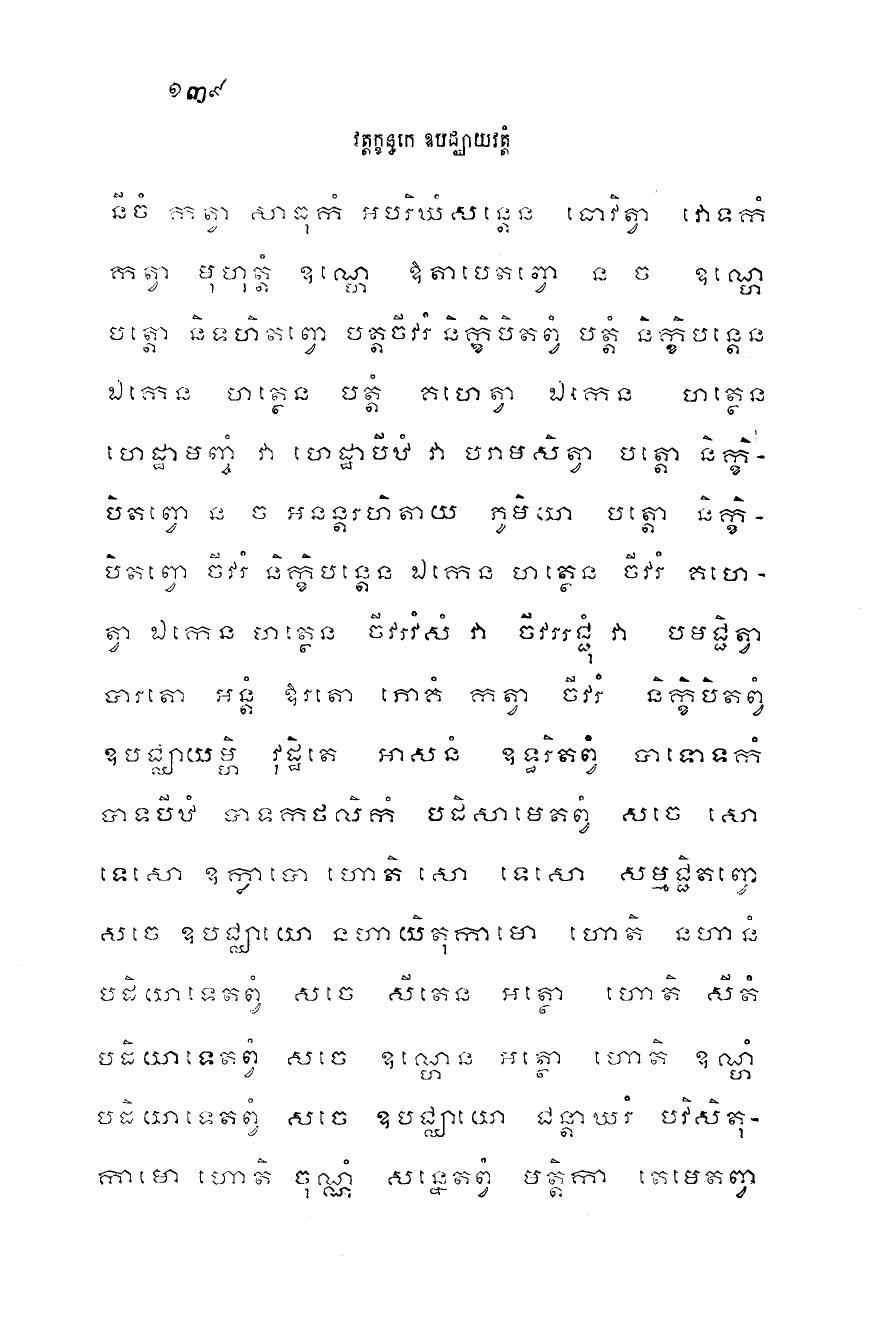 ១៣៩
វត្តក្ខន្ធកេ ឧបជ្ឈាយវត្តំ
នីចំ កត្វា សាធុកំ អបរិឃំសន្តេន ធោវិត្វា វោទកំ
កត្វា មុហុត្តំ ឧណ្ហេ ឱតាបេតព្វោ ន ច ឧណ្ហេ
បត្តោ និទហិតព្វោ បត្តចីវរំ និក្ខិបិតព្វំ បត្តំ និក្ខិបន្តេន
ឯកេន ហត្ថេន បត្តំ គហេត្វា ឯកេន ហត្ថេន
ហេដ្ឋាមញ្ចំ វា ហេដ្ឋាបីឋំ វា បរាមសិត្វា បត្តោ និក្ខិ-
បិតព្វោ ន ច អនន្តរហិតាយ ភូមិយា បត្តោ និក្ខិ-
បិតព្វោ ចីវរំ និក្ខិបន្តេន ឯកេន ហត្ថេន ចីវរំ គហេ-
ត្វា ឯកេន ហត្ថេន ចីវរវំសំ វា ចីវររជ្ជុំ វា បមជ្ជិត្វា
បារតោ អន្តំ ឱរតោ ភោគំ កត្វា ចីវរំ និក្ខិបិតព្វំ
ឧបជ្ឈាយម្ហិ វុដ្ឋិតេ អាសនំ ឧទ្ធរិតព្វំ បាទោទកំ
បាទបីឋំ បាទកថលិកំ បដិសាមេតព្វំ សចេ សោ
ទេសោ ឧក្លាបោ ហោតិ សោ ទេសោ សម្មជ្ជិតព្វោ
សចេ ឧបជ្ឈាយោ នហាយិតុកាមោ ហោតិ នហានំ
បដិយាទេតព្វំ សចេ សីតេន អត្ថោ ហោតិ សីតំ
បដិយាទេតព្វំ សចេ ឧណ្ហេន អត្ថោ ហោតិ ឧណ្ហំ
បដិយាទេតព្វំ សចេ ឧបជ្ឈាយោ ជន្តាឃរំ បវិសិតុ-
កាមោ ហោតិ ចុណ្ណំ សន្នេតព្វំ មត្តិកា តេមេតព្វា